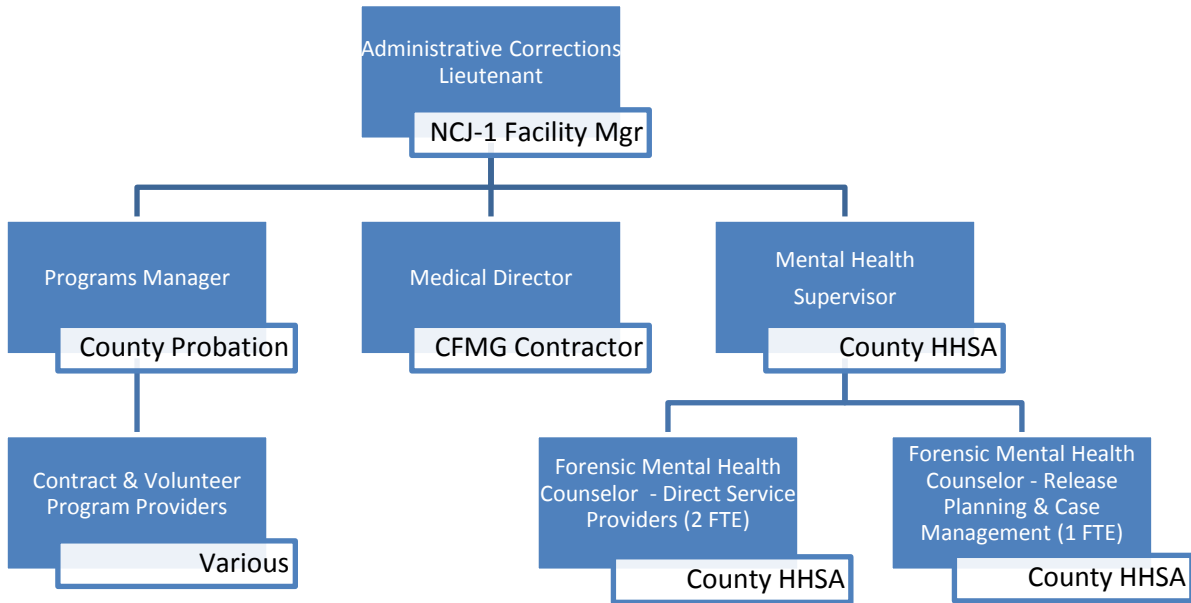 Administrative Corrections
Lieutenant
NCJ-1 Facility Mgr
Programs Manager
County Probation
Medical Director
CFMG Contractor
Mental Health
Supervisor
County HHSA
Contract & Volunteer
Program Providers
Various
Forensic Mental Health
Counselor - Direct Service
Providers (2 FTE)
County HHSA
Forensic Mental Health
Counselor - Release
Planning & Case
Management (1 FTE)
County HHSA